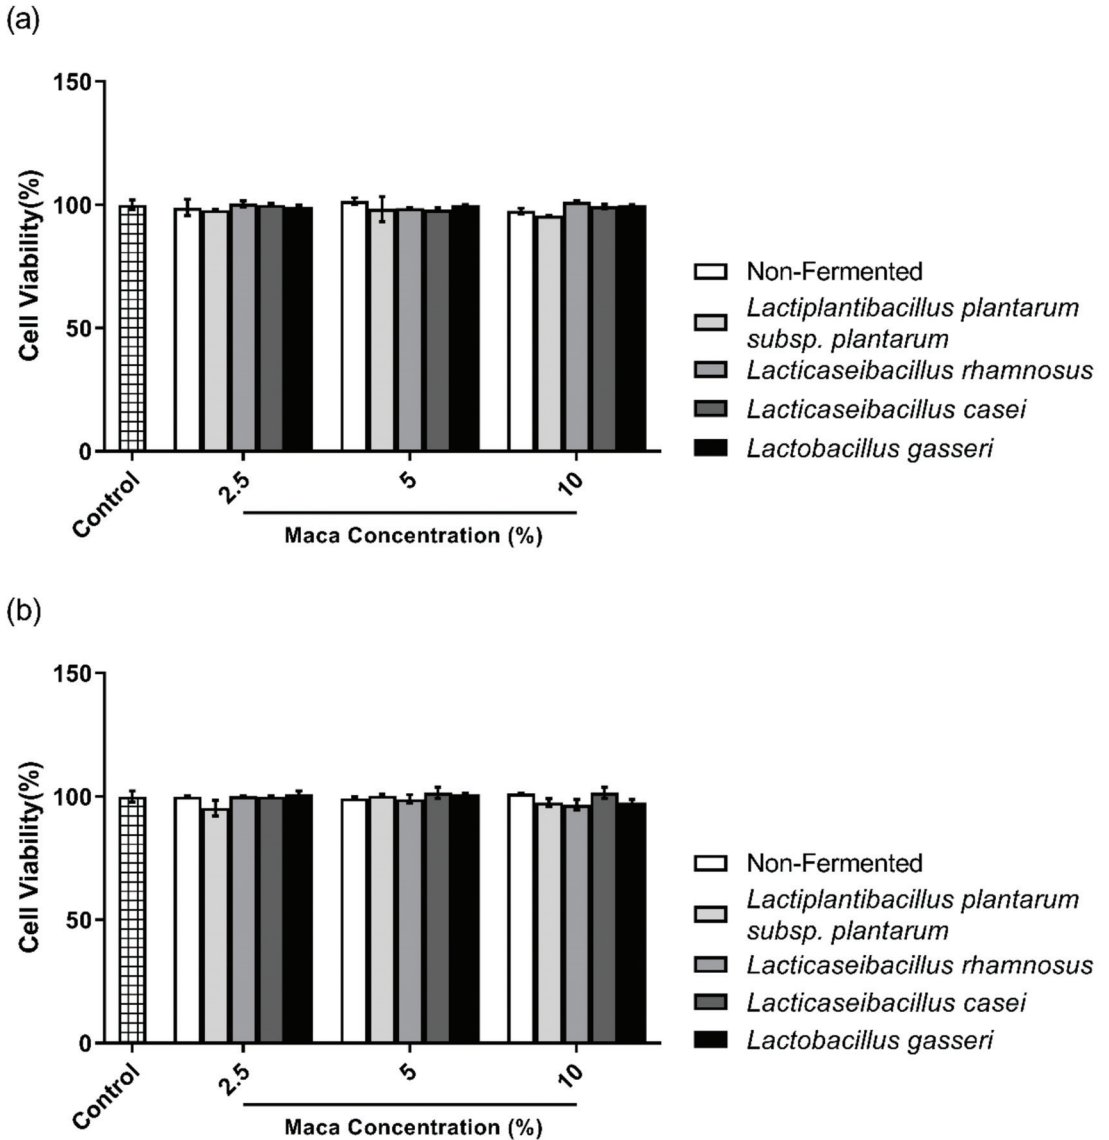 (a)
150
100
50
0
Cell Viability(%)
Control
2.5
5
10
Maca Concentration (%)
Non-Fermented
Lactiplantibacillus plantarum
subsp. plantarum
Lacticaseibacillus rhamnosus
Lacticaseibacillus casei
Lactobacillus gasseri
(b)
150
100
50
0
Cell Viability(%)
Control
2.5
5
10
Maca Concentration (%)
Non-Fermented
Lactiplantibacillus plantarum
subsp. plantarum
Lacticaseibacillus rhamnosus
Lacticaseibacillus casei
Lactobacillus gasseri